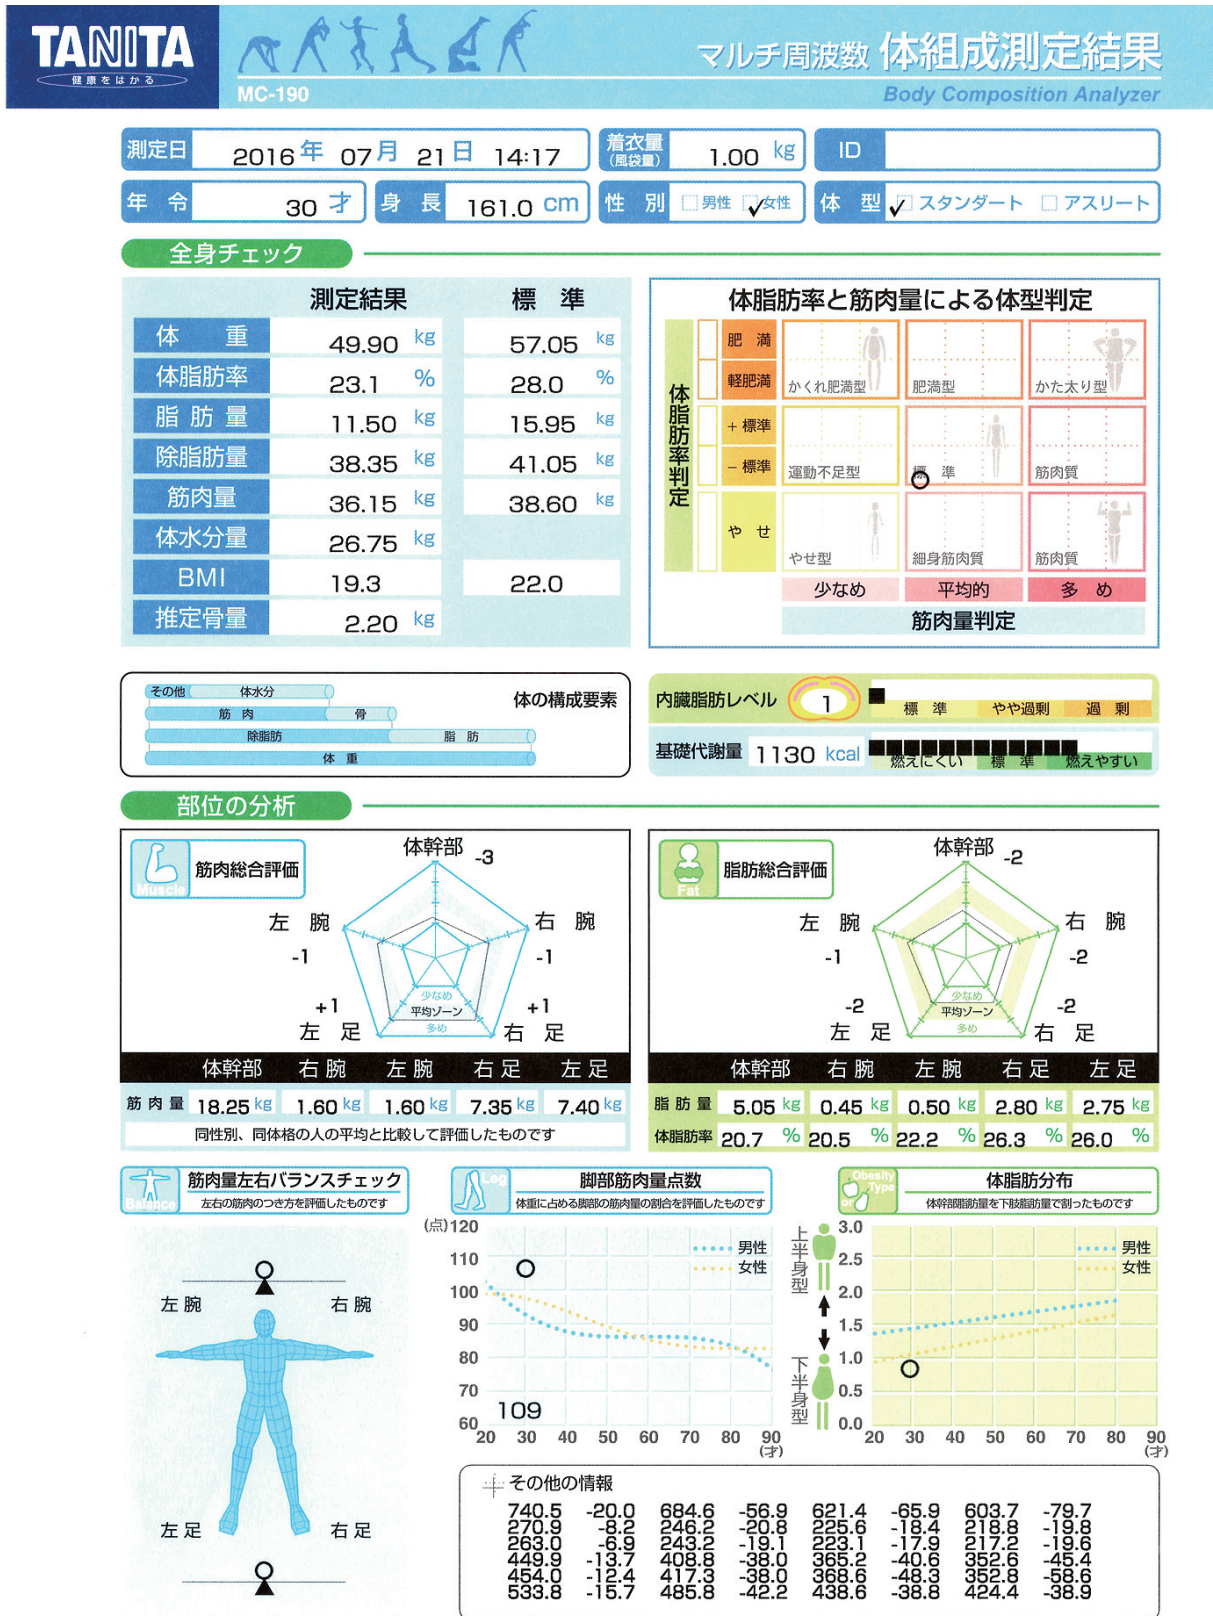 TANITA
健康をはかる
マルチ周波数 体組成測定結果
MC-190
Body Composition Analyzer
測定日 2016年 07月 21日 14:17
着衣量(風袋量) 1.00 kg
ID
年令 30 才
身長 161.0 cm
性別 男性 女性
体型 スタンダート アスリート
全身チェック
測定結果 標準
体重 49.90 kg 57.05 kg
体脂肪率 23.1 % 28.0 %
脂肪量 11.50 kg 15.95 kg
除脂肪量 38.35 kg 41.05 kg
筋肉量 36.15 kg 38.60 kg
体水分量 26.75 kg
BMI 19.3 22.0
推定骨量 2.20 kg
体脂肪率と筋肉量による体型判定
体脂肪率判定
肥満
軽肥満 かくれ肥満型 肥満型 かた太り型
+標準
-標準 運動不足型 標準 筋肉質
やせ
やせ型 細身筋肉質 筋肉質
少なめ 平均的 多め
筋肉量判定
体の構成要素
その他 体水分
筋肉 骨
除脂肪 脂肪
体重
内臓脂肪レベル 1 標準 やや過剰 過剰
基礎代謝量 1130 kcal 燃えにくい 標準 燃えやすい
部位の分析
Muscle
筋肉総合評価
体幹部 -3
左腕 右腕
-1 -1
+1 +1
左足 右足
少なめ
平均ゾーン
多め
体幹部 右腕 左腕 右足 左足
筋肉量 18.25 kg 1.60 kg 1.60 kg 7.35 kg 7.40 kg
同性別、同体格の人の平均と比較して評価したものです
Fat
脂肪総合評価
体幹部 -2
左腕 右腕
-1 -2
-2 -2
左足 右足
少なめ
平均ゾーン
多め
体幹部 右腕 左腕 右足 左足
脂肪量 5.05 kg 0.45 kg 0.50 kg 2.80 kg 2.75 kg
体脂肪率 20.7 % 20.5 % 22.2 % 26.3 % 26.0 %
Balance
筋肉量左右バランスチェック
左右の筋肉のつき方を評価したものです
左腕 右腕
左足 右足
Leg
脚部筋肉量点数
体重に占める脚部の筋肉量の割合を評価したものです
(点)
120
110
100
90
80
70
60
男性
女性
109
20 30 40 50 60 70 80 90
(才)
Obesity Type
or
体脂肪分布
体幹部脂肪量を下肢脂肪量で割ったものです
上半身型
下半身型
3.0
2.5
2.0
1.5
1.0
0.5
0.0
男性
女性
20 30 40 50 60 70 80 90
(才)
その他の情報
740.5 -20.0 684.6 -56.9 621.4 -65.9 603.7 -79.7
270.9 -8.2 246.2 -20.8 225.6 -18.4 218.8 -19.8
263.0 -6.9 243.2 -19.1 223.1 -17.9 217.2 -19.6
449.9 -13.7 408.8 -38.0 365.2 -40.6 352.6 -45.4
454.0 -12.4 417.3 -38.0 368.6 -48.3 352.8 -58.6
533.8 -15.7 485.8 -42.2 438.6 -38.8 424.4 -38.9